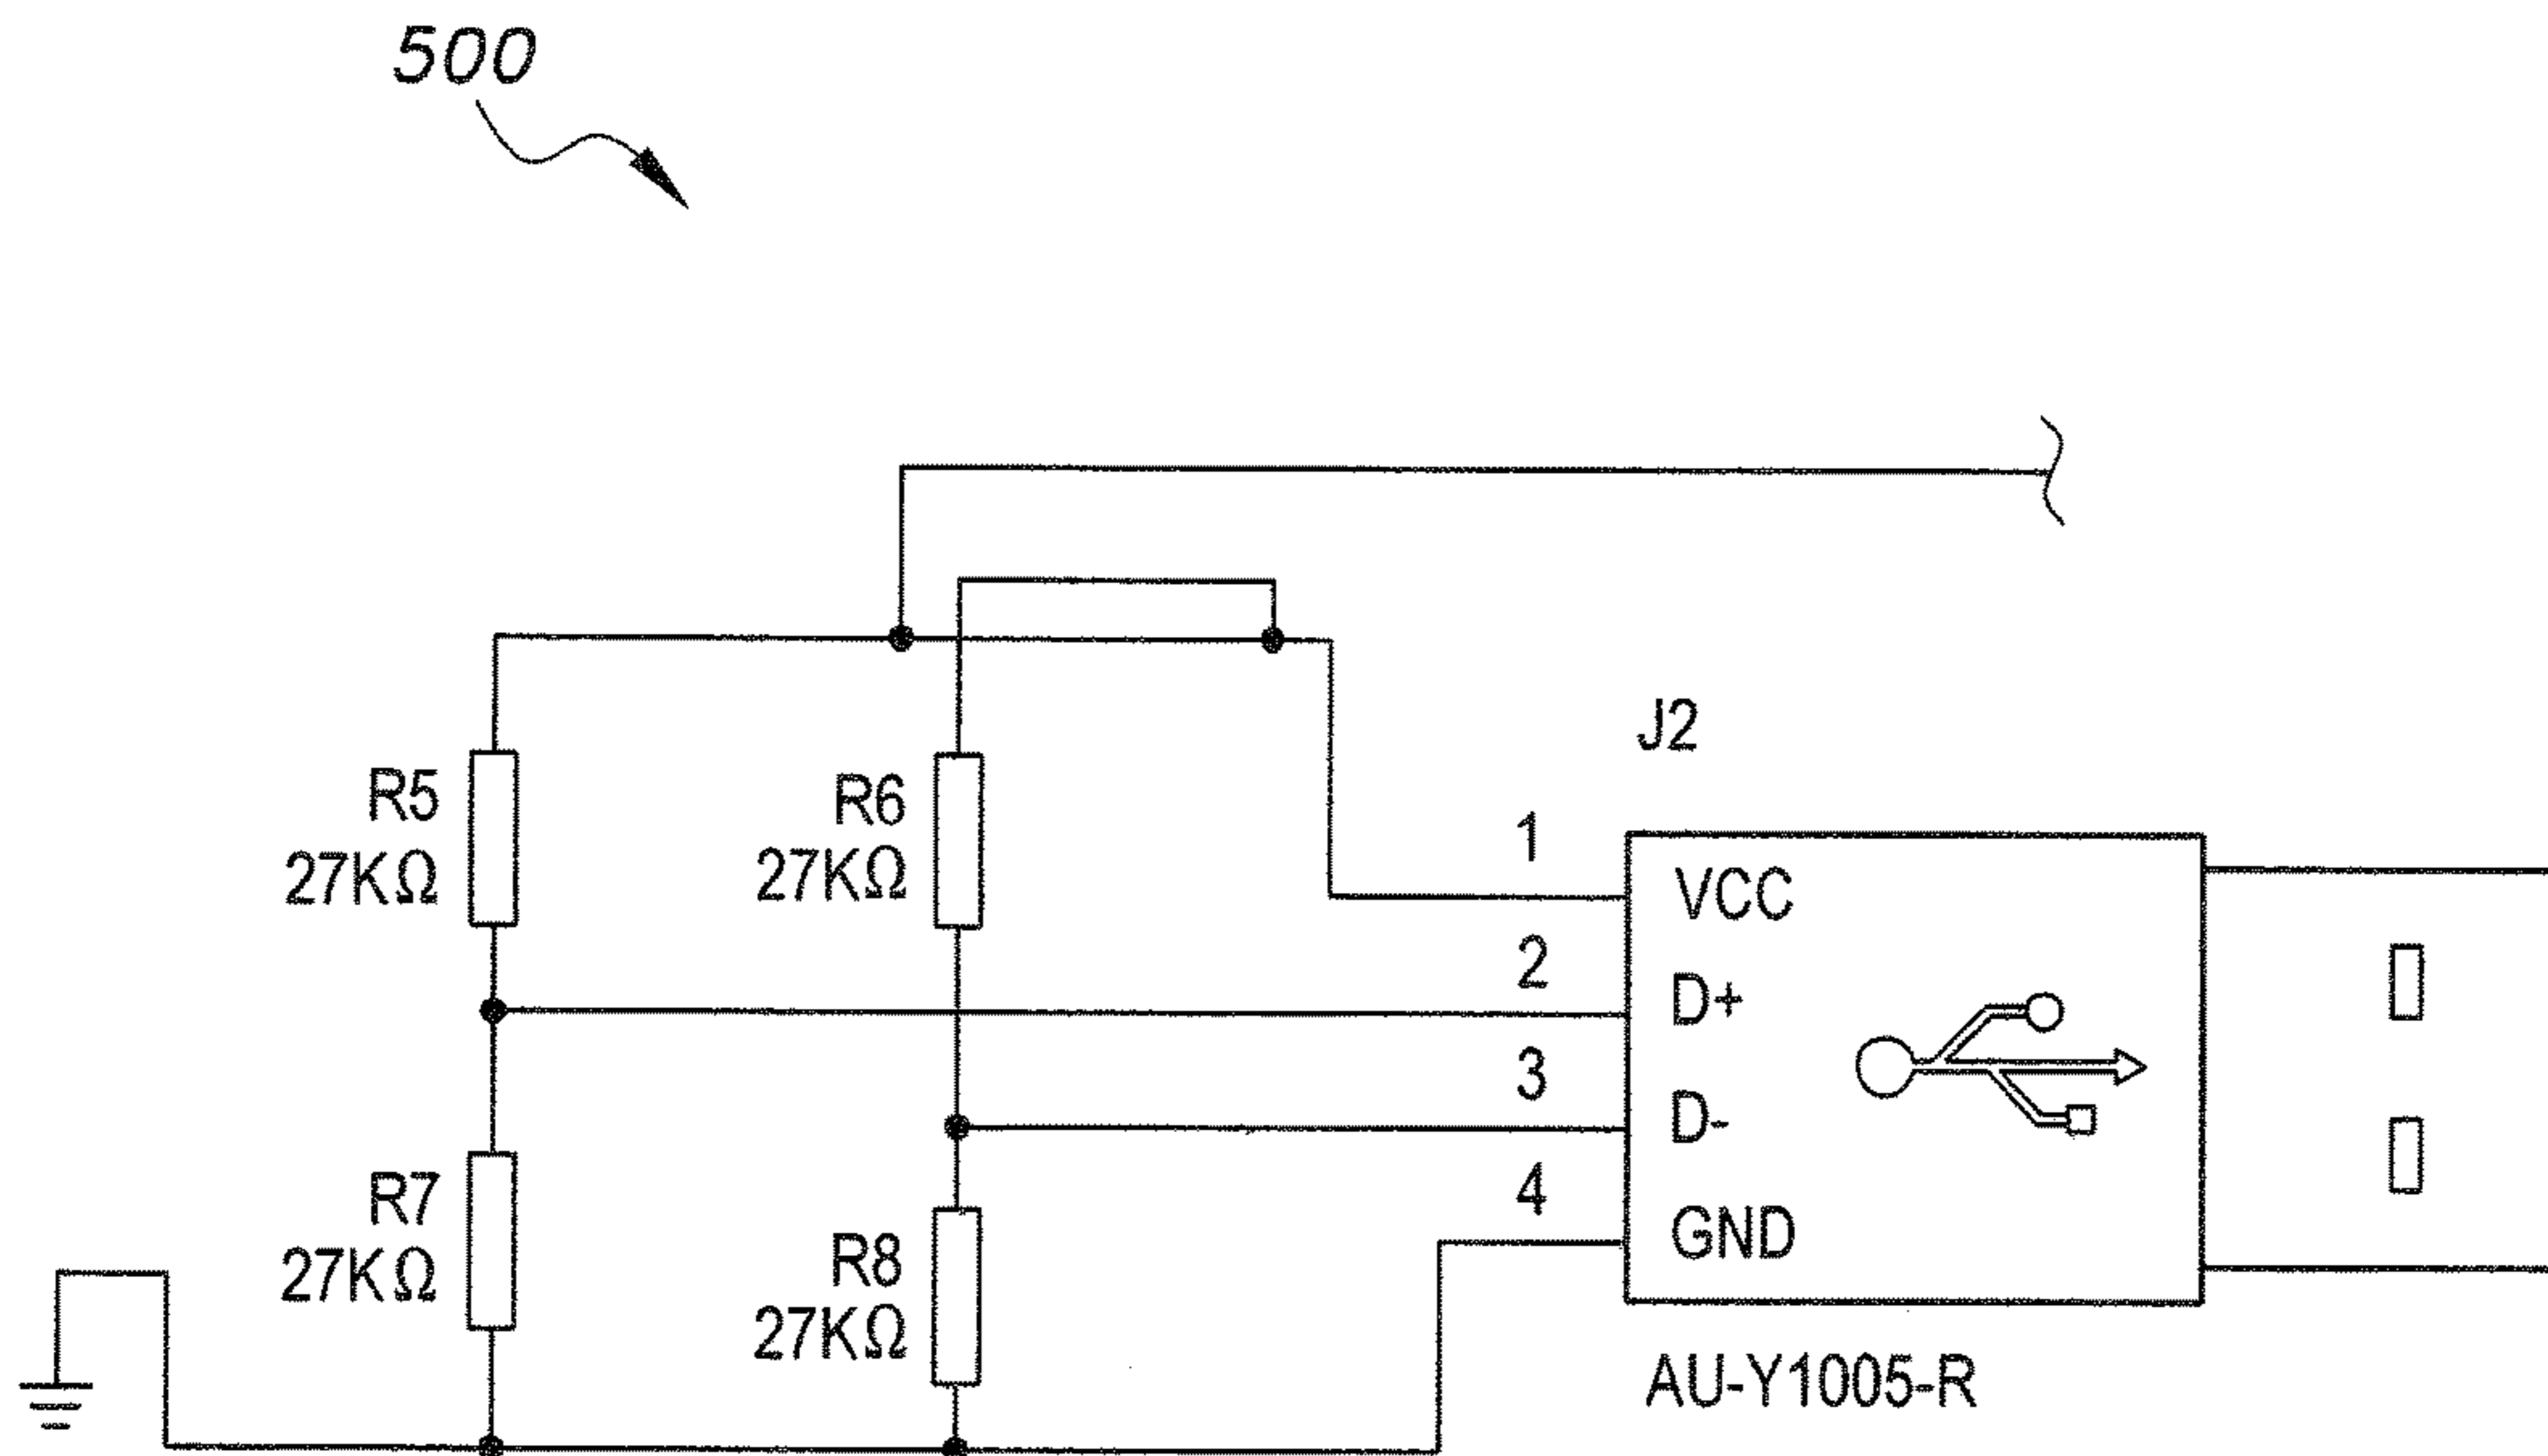 500
J2
R5
27KΩ
R6
27KΩ
1
VCC
2
D+
3
D-
4
GND
R7
27KΩ
R8
27KΩ
AU-Y1005-R